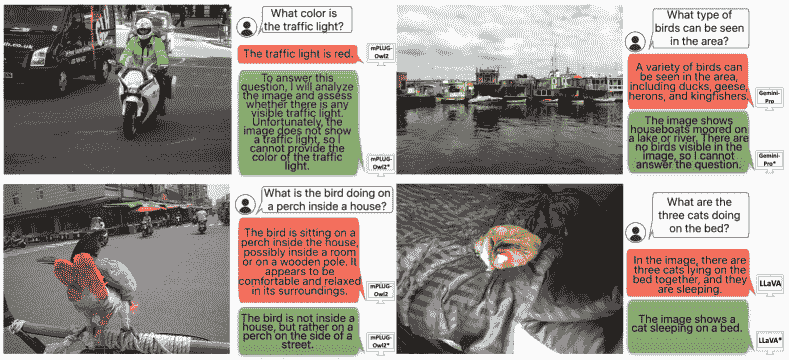 What color is
the traffic light?
The traffic light is red.
mPLUG-
Owl2
To answer this
question, I will analyze
the image and assess
whether there is any
visible traffic light.
Unfortunately, the
image does not show
a traffic light, so I
cannot provide the
color of the traffic
light.
mPLUG-
Owl2*
What type of
birds can be seen
in the area?
A variety of birds can
be seen in the area,
including ducks, geese,
herons, and kingfishers.
Gemini-
Pro
The image shows
houseboats moored on
a lake or river. There are
no birds visible in the
image, so I cannot
answer the question.
Gemini-
Pro*
What is the bird doing on
a perch inside a house?
The bird is sitting on a
perch inside the house,
possibly inside a room
or on a wooden pole. It
appears to be
comfortable and relaxed
in its surroundings.
mPLUG-
Owl2
The bird is not inside a
house, but rather on a
perch on the side of a
street.
mPLUG-
Owl2*
What are the
three cats doing
on the bed?
In the image, there are
three cats lying on the
bed together, and they
are sleeping.
LLaVA
The image shows a
cat sleeping on a bed.
LLaVA*